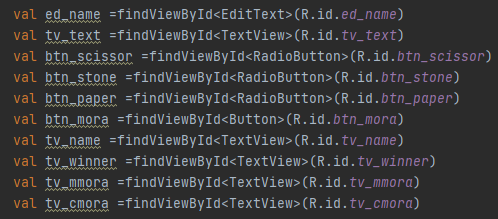 val ed_name =findViewById<EditText>(R.id.ed_name)
val tv_text =findViewById<TextView>(R.id.tv_text)
val btn_scissor =findViewById<RadioButton>(R.id.btn_scissor)
val btn_stone =findViewById<RadioButton>(R.id.btn_stone)
val btn_paper =findViewById<RadioButton>(R.id.btn_paper)
val btn_mora =findViewById<Button>(R.id.btn_mora)
val tv_name =findViewById<TextView>(R.id.tv_name)
val tv_winner =findViewById<TextView>(R.id.tv_winner)
val tv_mmora =findViewById<TextView>(R.id.tv_mmora)
val tv_cmora =findViewById<TextView>(R.id.tv_cmora)